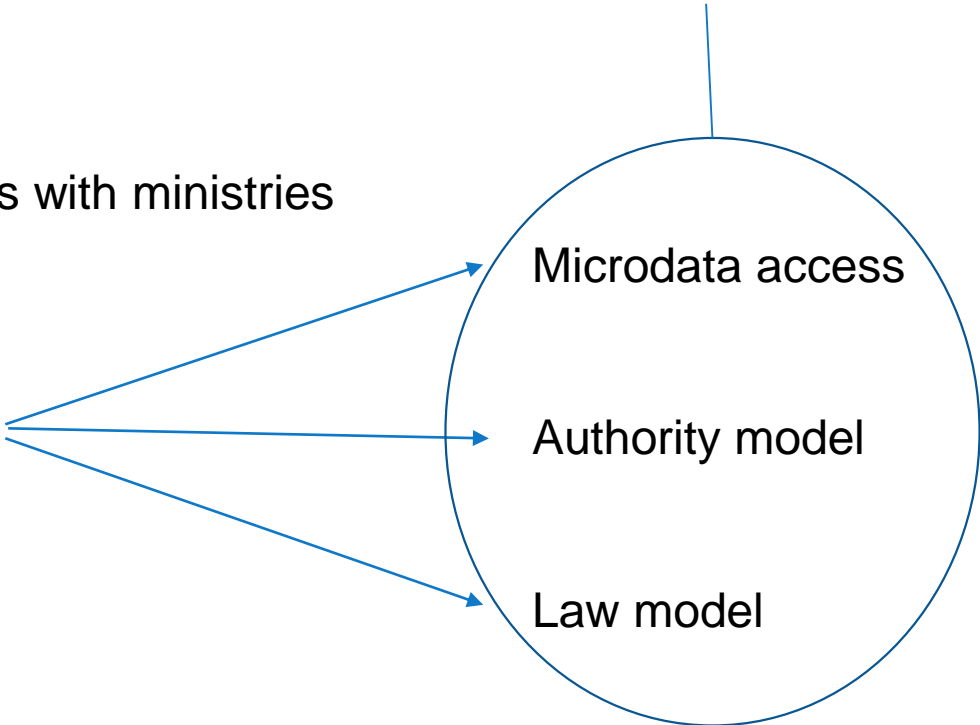 s with ministries
Microdata access
Authority model
Law model